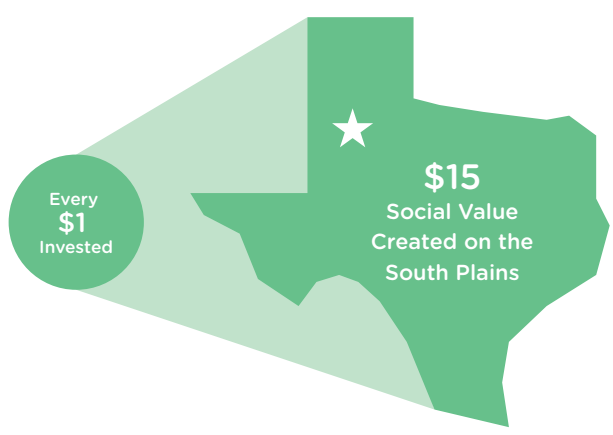 Every
$1
Invested
$15
Social Value
Created on the
South Plains